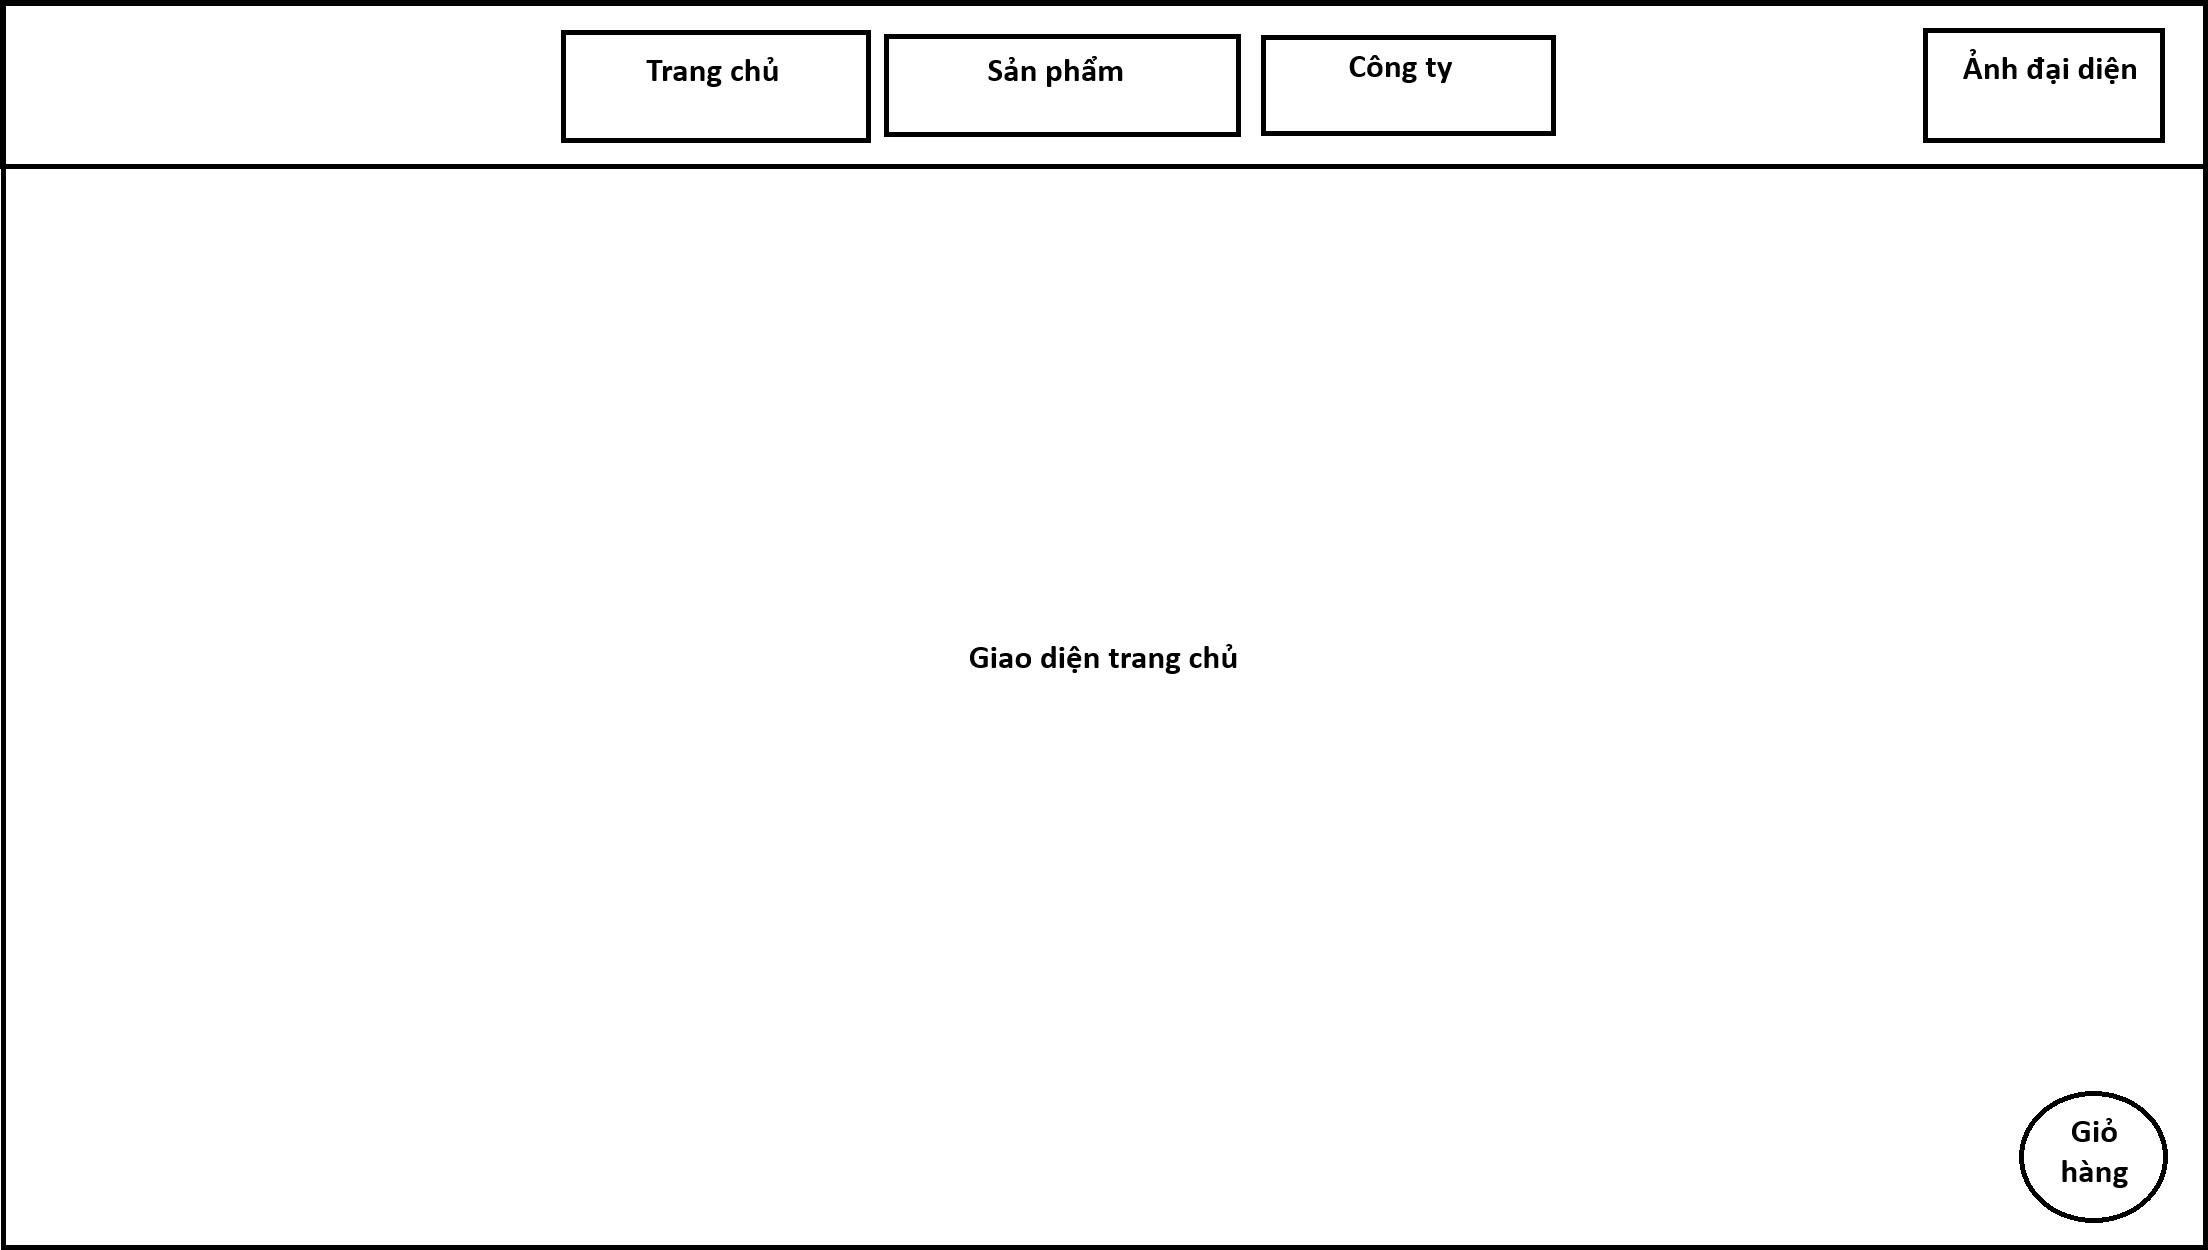 Trang chủ
Sản phẩm
Công ty
Ảnh đại diện
Giao diện trang chủ
Giỏ
hàng